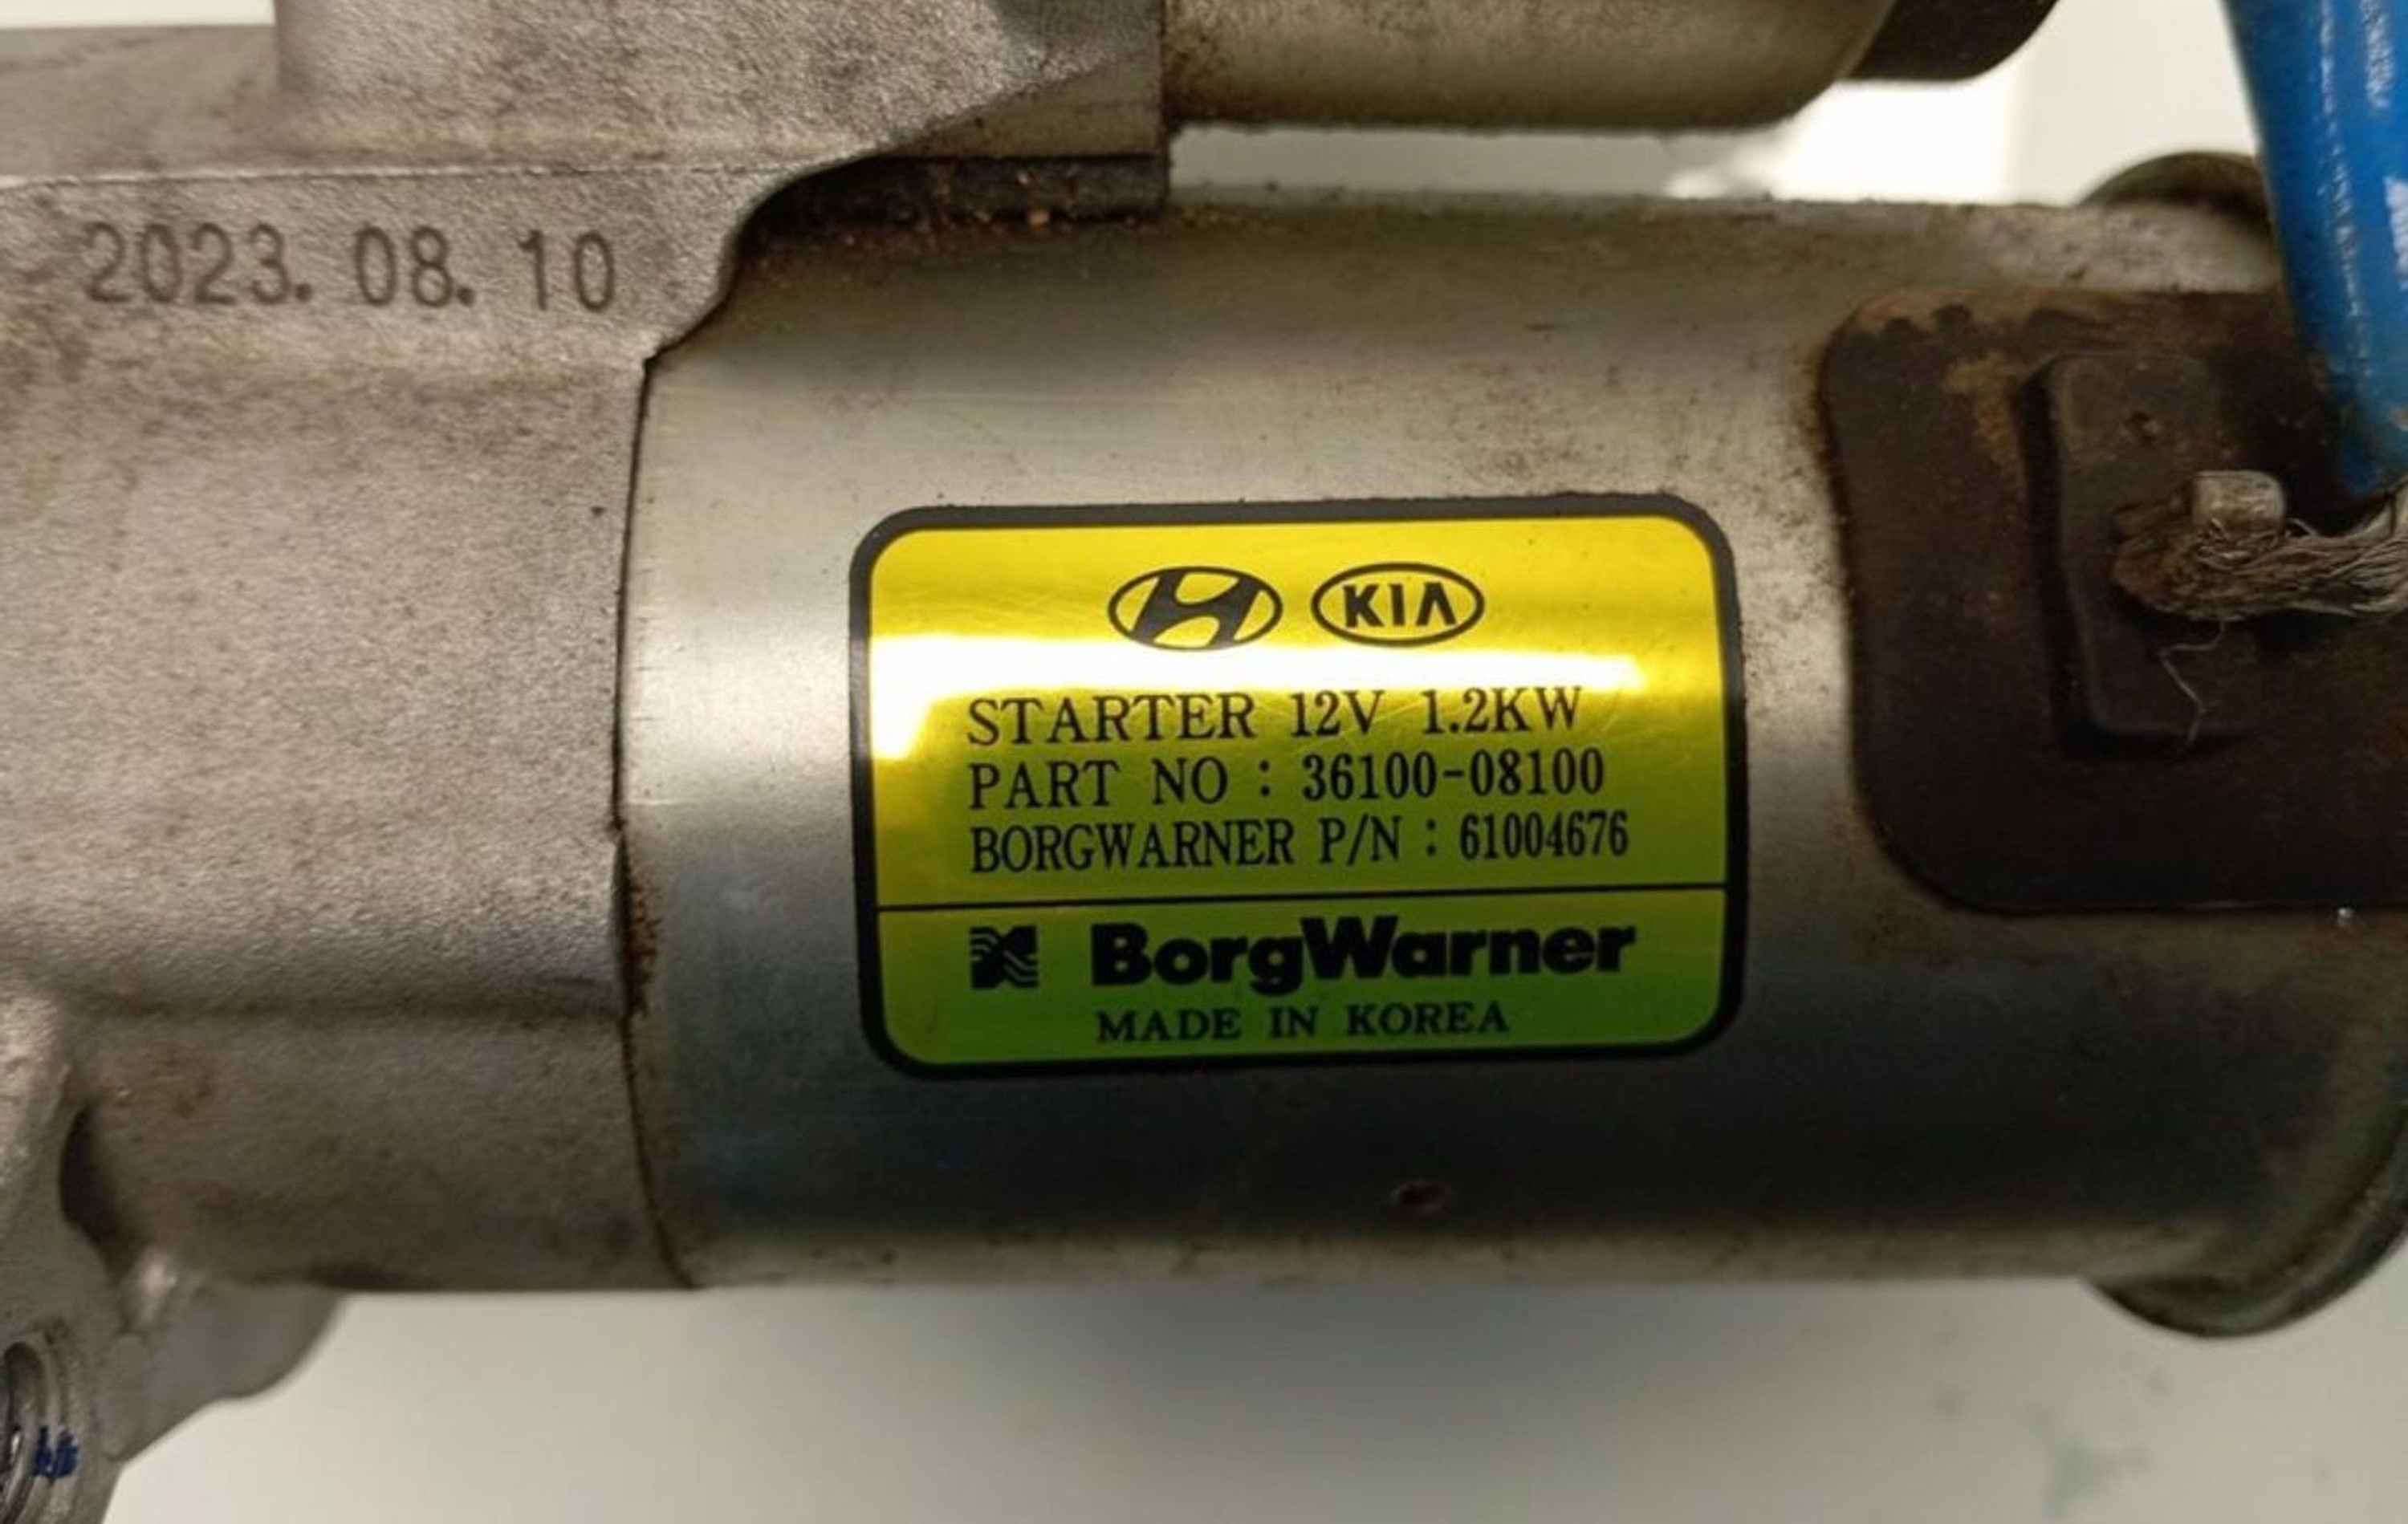 2023. 08. 10
KIA
STARTER 12V 1.2KW
PART NO : 36100-08100
BORGWARNER P/N : 61004676
BorgWarner
MADE IN KOREA